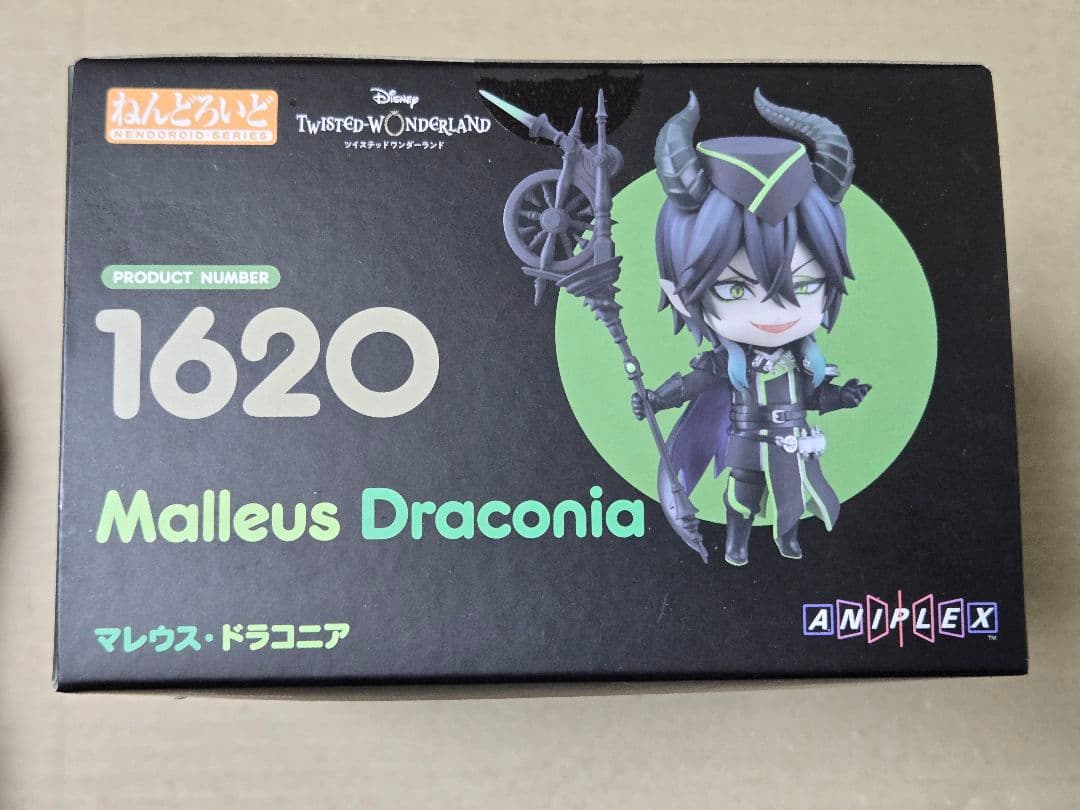 ねんどろいど
NENDOROID·SERIES
Disney
TWISTED-WONDERLAND
ツイステッドワンダーランド
PRODUCT NUMBER
1620
Malleus Draconia
マレウス・ドラコニア
ANIPLEX
TM